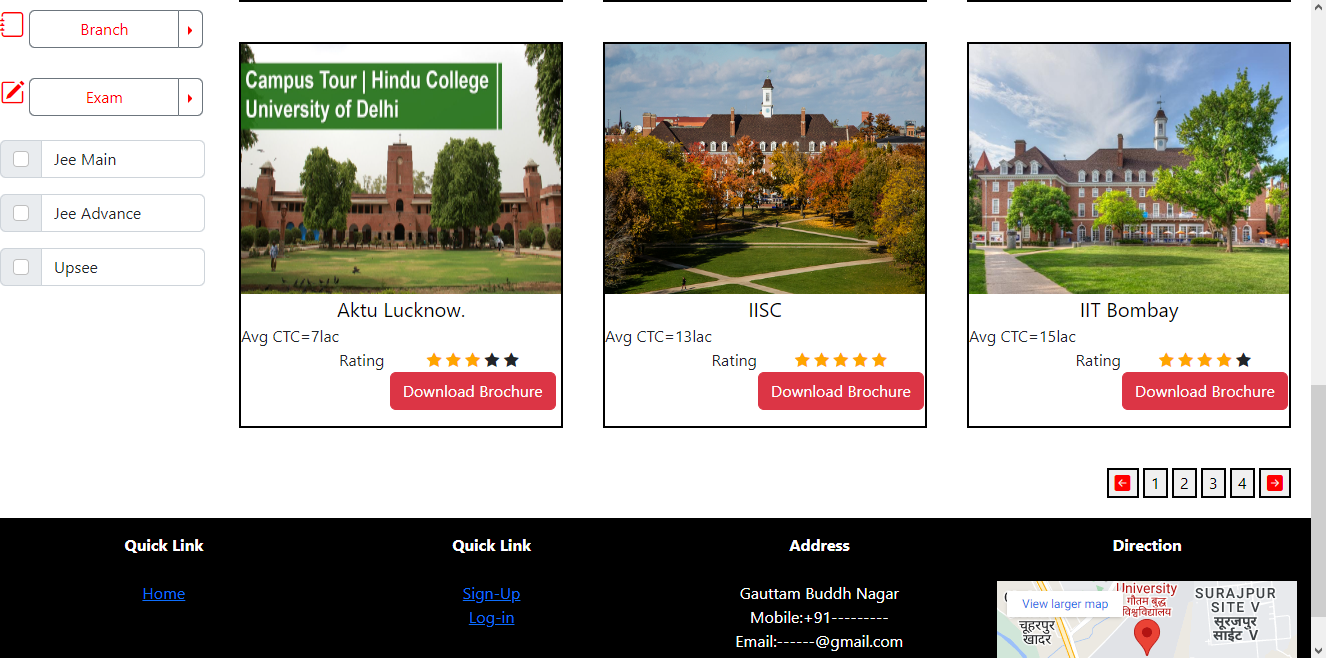 Branch
Exam
Jee Main
Jee Advance
Upsee
Campus Tour | Hindu College
University of Delhi
Aktu Lucknow.
Avg CTC=7lac
Rating
Download Brochure
IISC
Avg CTC=13lac
Rating
Download Brochure
IIT Bombay
Avg CTC=15lac
Rating
Download Brochure
1 2 3 4
Quick Link
Home
Quick Link
Sign-Up
Log-in
Address
Gauttam Buddh Nagar
Mobile:+91---------
Email:------@gmail.com
Direction
View larger map
University
गौतम बुद्ध
विश्वविद्यालय
चूहरपुर
खादर
SURAJPUR
SITE V
सूरजपुर
साईट V